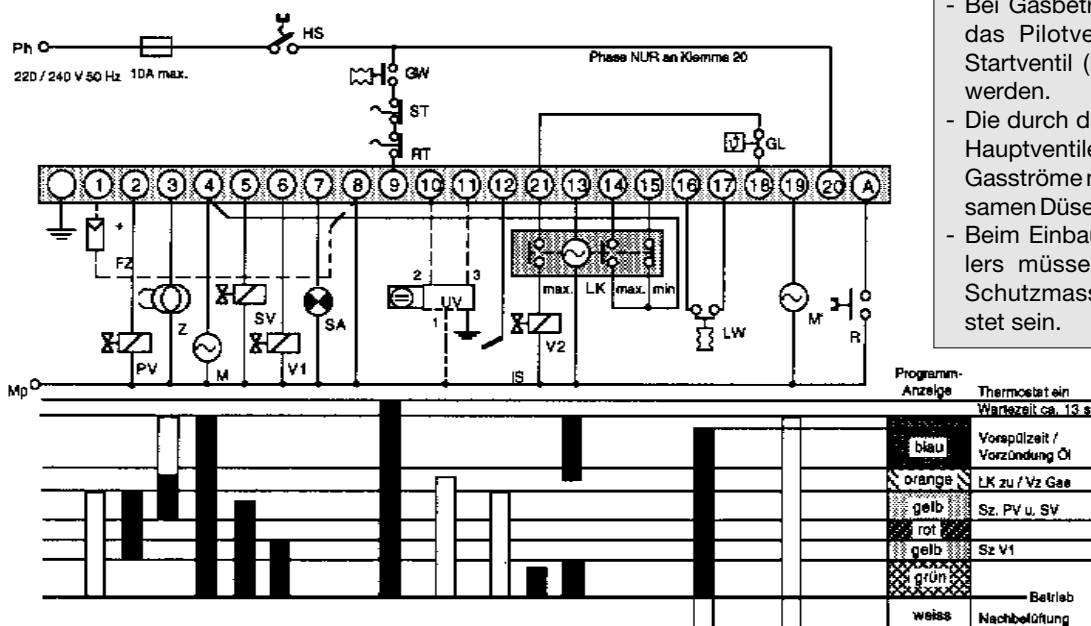 HS
Ph
220 / 240 V 50 Hz 10A max.
Phase NUR an Klemme 20
GW
ST
RT
GL
1 2 3 4 5 6 7 8 9 10 11 12 21 13 14 15 16 17 18 19 20 A
+
FZ
Z
SV
SA
2 3
UV
1
max. LK max. min
PV
M
V1
IS
V2
LW
M'
R
Mp
- Bei Gasbetr
das Pilotve
Startventil (
werden.
- Die durch d
Hauptventile
Gasströme
samen Düse
- Beim Einbau
lers müsse
Schutzmass
stet sein.
Programm-
Anzeige
Thermostat ein
Wartezeit ca. 13 s
blau
Vorspülzeit /
Vorzündung Öl
orange
LK zu / Vz Gas
gelb
Sz. PV u. SV
rot
gelb
Sz V1
grün
Betrieb
weiss
Nachbelüftung